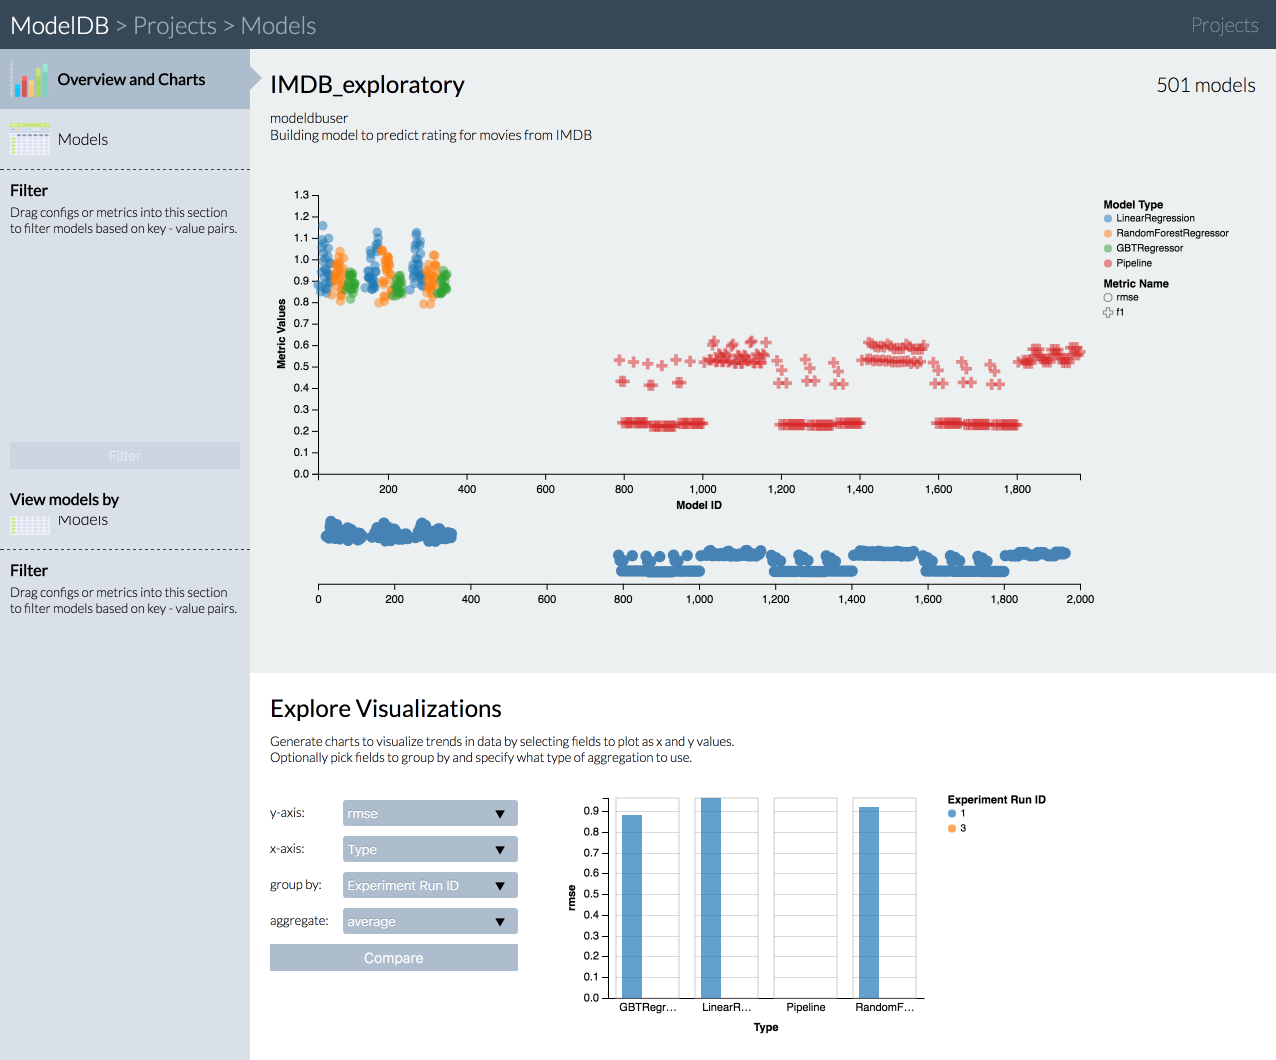 ModelDB > Projects > Models
Projects
Overview and Charts
Models
Filter
Drag configs or metrics into this section
to filter models based on key - value pairs.
Filter
View models by
Models
Filter
Drag configs or metrics into this section
to filter models based on key - value pairs.
IMDB_exploratory
501 models
modeldbuser
Building model to predict rating for movies from IMDB
Metric Values
1.3
1.2
1.1
1.0
0.9
0.8
0.7
0.6
0.5
0.4
0.3
0.2
0.1
0.0
200 400 600 800 1,000 1,200 1,400 1,600 1,800
Model ID
Model Type
LinearRegression
RandomForestRegressor
GBTRegressor
Pipeline
Metric Name
rmse
f1
0 200 400 600 800 1,000 1,200 1,400 1,600 1,800 2,000
Explore Visualizations
Generate charts to visualize trends in data by selecting fields to plot as x and y values.
Optionally pick fields to group by and specify what type of aggregation to use.
y-axis: rmse ▼
x-axis: Type ▼
group by: Experiment Run ID ▼
aggregate: average ▼
Compare
rmse
0.9
0.8
0.7
0.6
0.5
0.4
0.3
0.2
0.1
0.0
GBTRegr... LinearR... Pipeline RandomF...
Type
Experiment Run ID
1
3